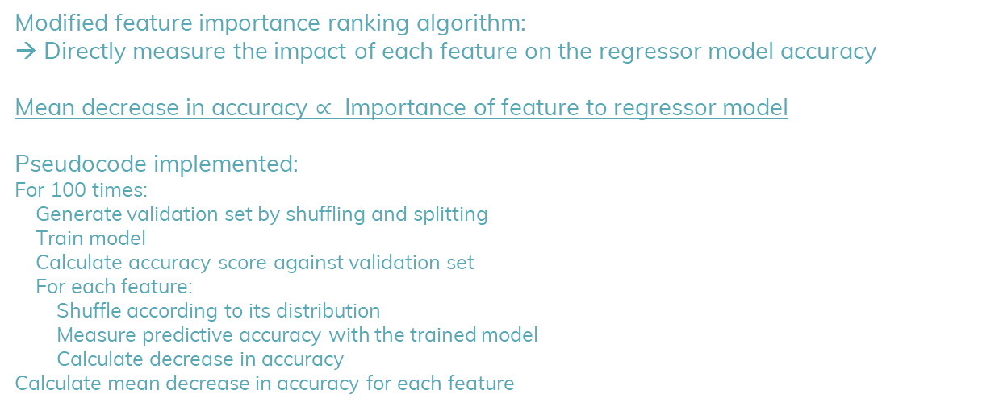 Modified feature importance ranking algorithm:
→ Directly measure the impact of each feature on the regressor model accuracy
Mean decrease in accuracy ∝ Importance of feature to regressor model
Pseudocode implemented:
For 100 times:
Generate validation set by shuffling and splitting
Train model
Calculate accuracy score against validation set
For each feature:
Shuffle according to its distribution
Measure predictive accuracy with the trained model
Calculate decrease in accuracy
Calculate mean decrease in accuracy for each feature